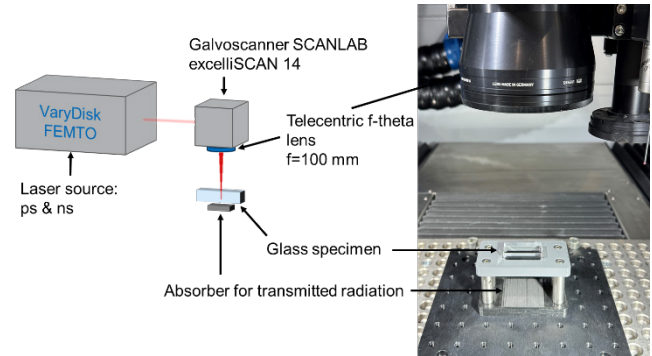 Galvoscanner SCANLAB
excelliSCAN 14
VaryDisk
FEMTO
Telecentric f-theta
lens
f=100 mm
Laser source:
ps & ns
Glass specimen
Absorber for transmitted radiation